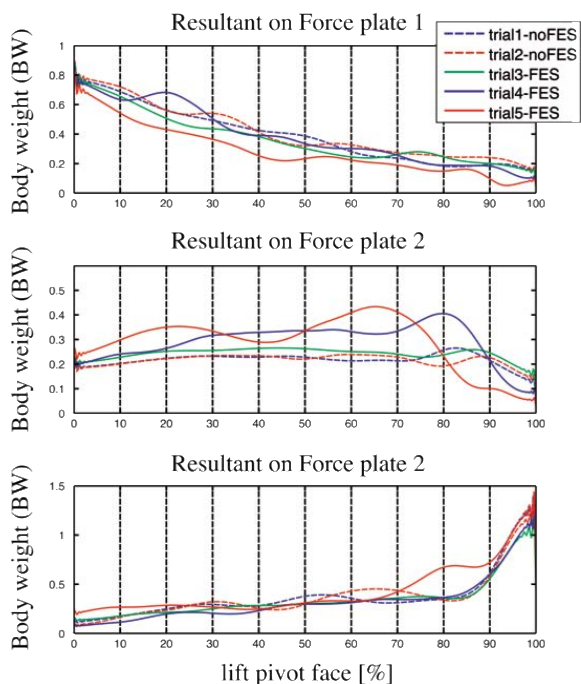 Resultant on Force plate 1
trial1-noFES
trial2-noFES
trial3-FES
trial4-FES
trial5-FES
Body weight (BW)
1
0.8
0.6
0.4
0.2
0
0 10 20 30 40 50 60 70 80 90 100
Resultant on Force plate 2
Body weight (BW)
0.5
0.4
0.3
0.2
0.1
0
0 10 20 30 40 50 60 70 80 90 100
Resultant on Force plate 2
Body weight (BW)
1.5
1
0.5
0
0 10 20 30 40 50 60 70 80 90 100
lift pivot face [%]